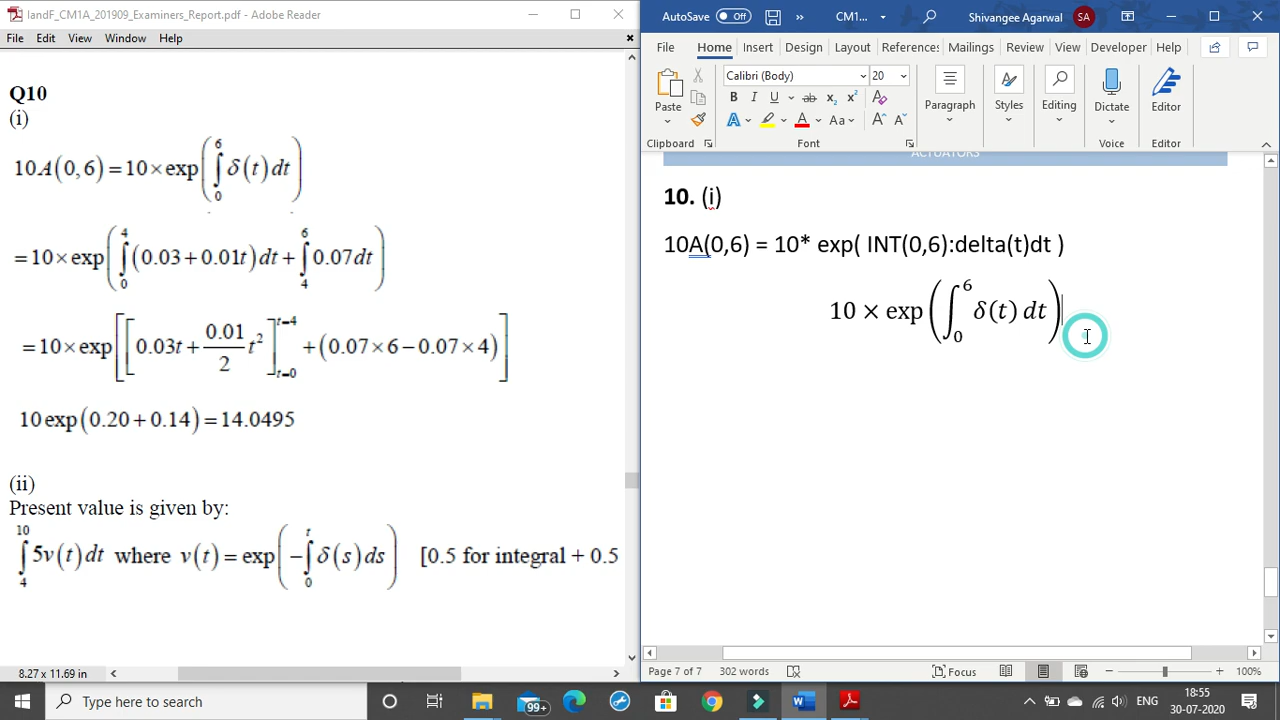 IandF_CM1A_201909_Examiners_Report.pdf - Adobe Reader
File Edit View Window Help
Q10
(i)
10A(0,6) = 10 × exp(∫₀⁶ δ(t) dt)
= 10 × exp(∫₀⁴ (0.03 + 0.01t) dt + ∫₄⁶ 0.07 dt)
= 10 × exp[[0.03t + 0.01/2 t²]ₜ₌₀ᵗ⁼⁴ + (0.07 × 6 − 0.07 × 4)]
10 exp(0.20 + 0.14) = 14.0495
(ii)
Present value is given by:
∫₄¹⁰ 5v(t) dt where v(t) = exp(−∫₀ᵗ δ(s) ds) [0.5 for integral + 0.5
8.27 x 11.69 in
AutoSave Off CM1... Shivangee Agarwal SA
File Home Insert Design Layout References Mailings Review View Developer Help
Calibri (Body) 20
Paste
B I U ab x₂ x² A
A A Aa A A
Paragraph Styles Editing Dictate Editor
Clipboard Font Voice Editor
ACTUATORS
10. (i)
10A(0,6) = 10* exp( INT(0,6):delta(t)dt )
10 × exp(∫₀⁶ δ(t) dt)
Page 7 of 7 302 words Focus 100%
Type here to search 99+ ENG 18:55 30-07-2020